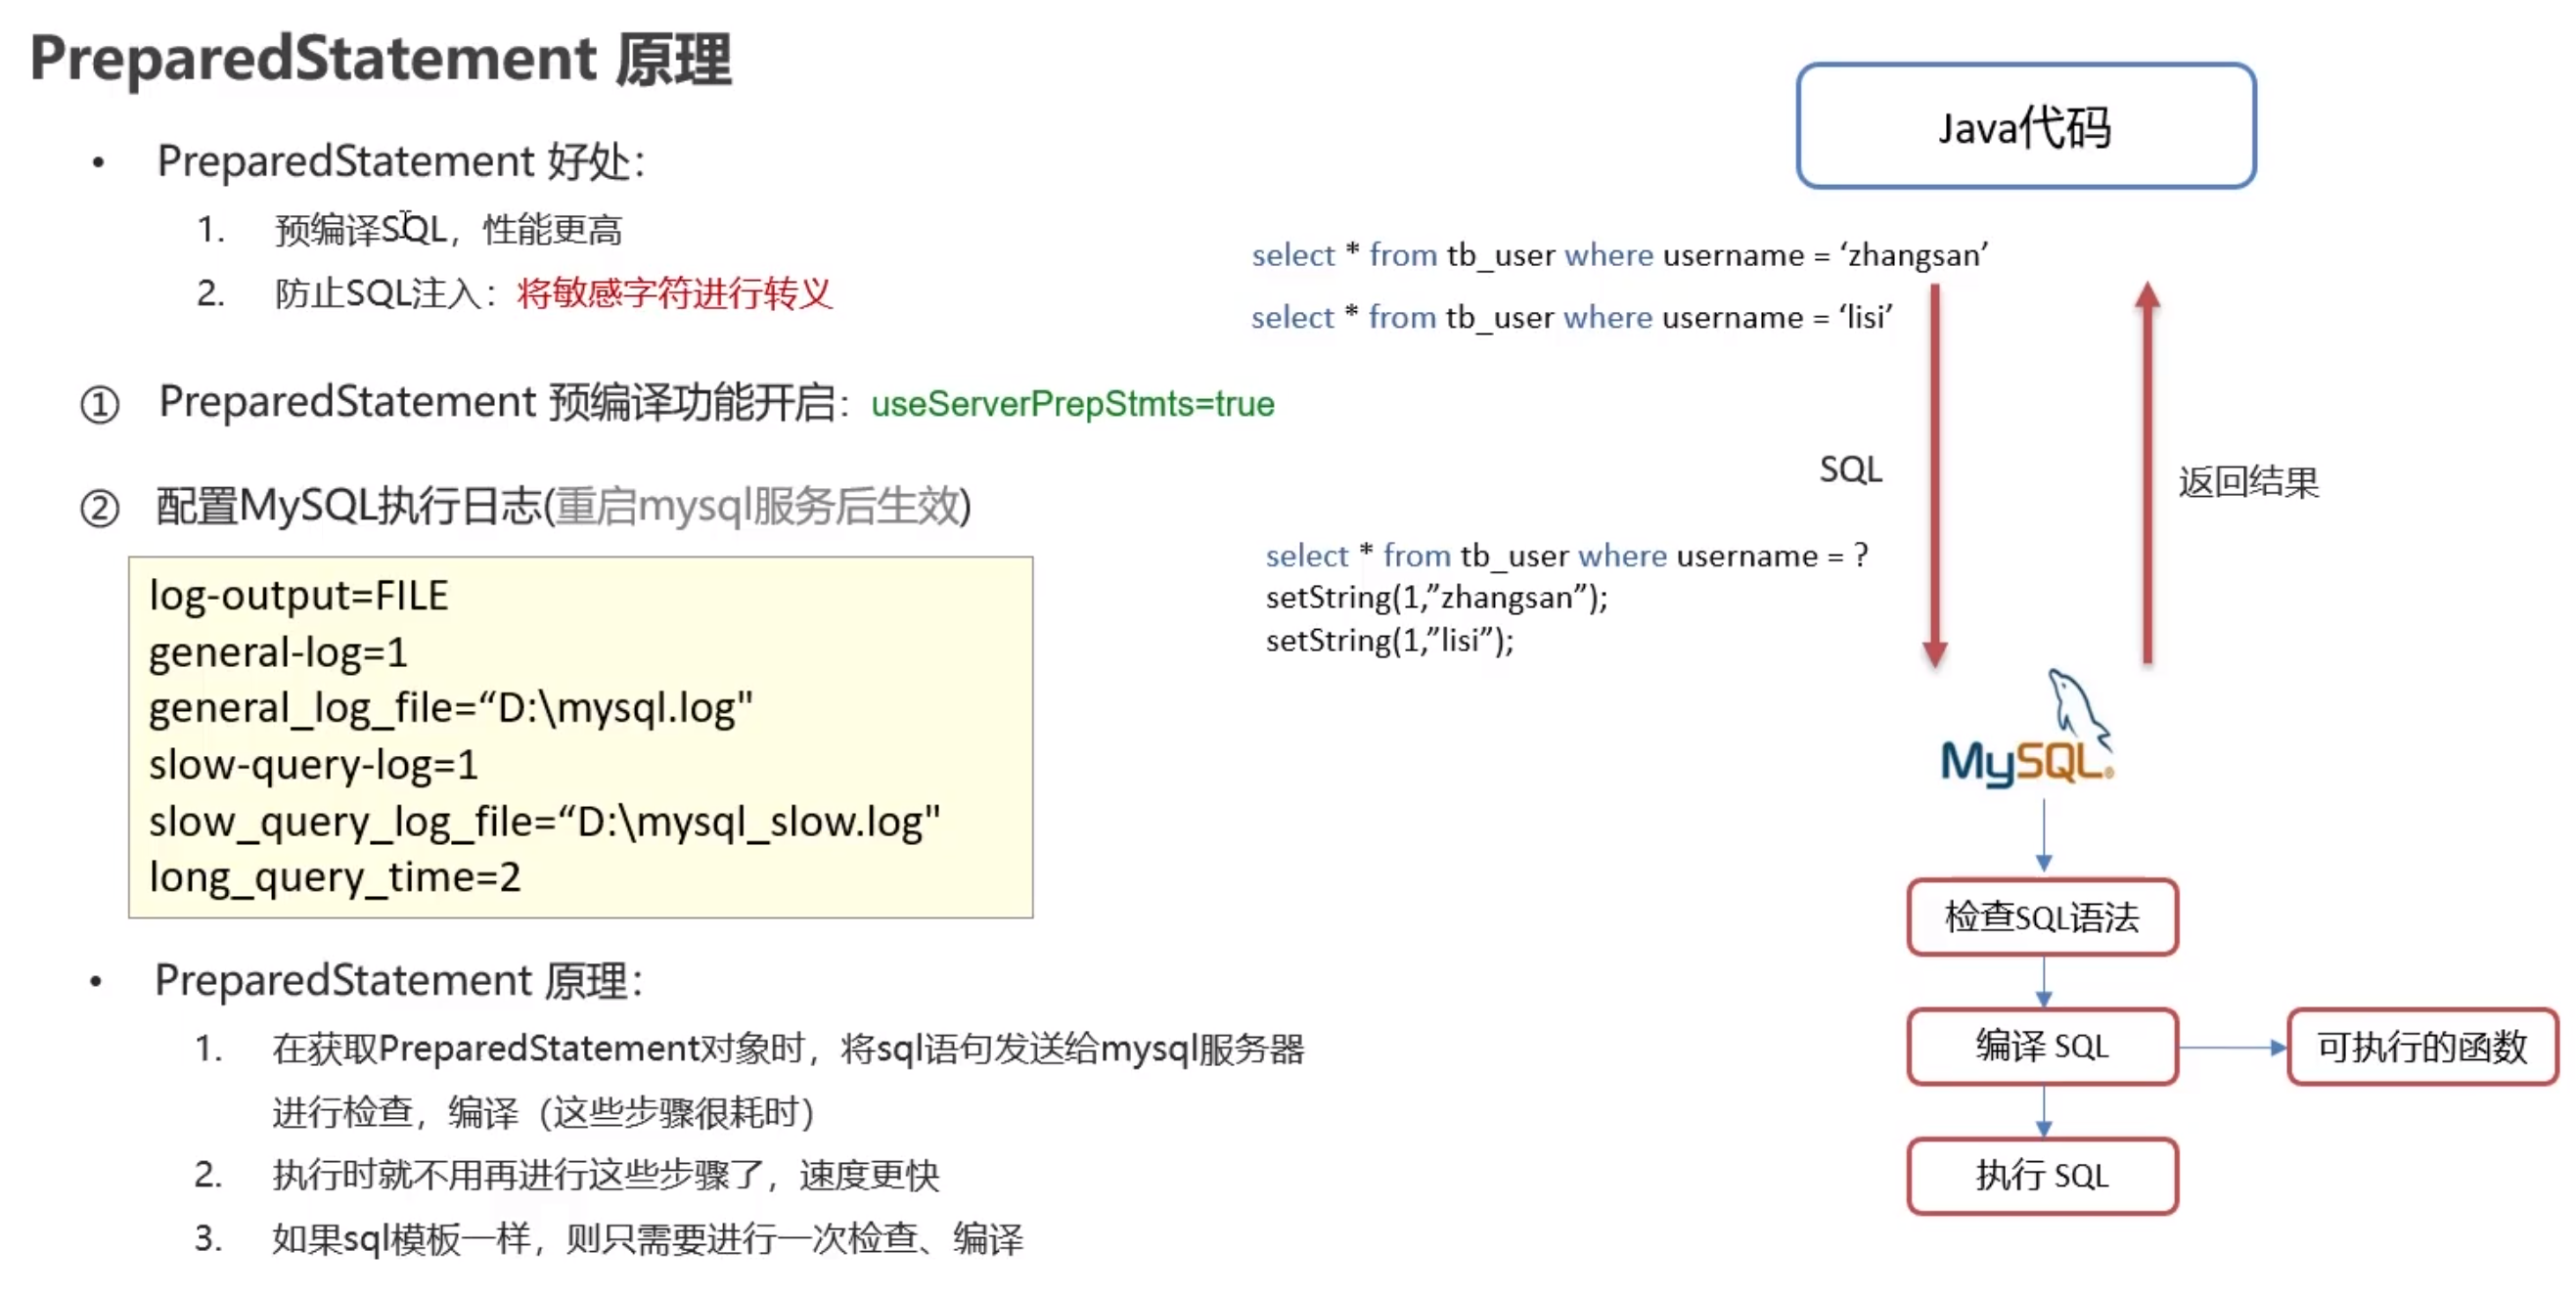 PreparedStatement 原理
• PreparedStatement 好处：
1. 预编译SQL，性能更高
2. 防止SQL注入：将敏感字符进行转义
① PreparedStatement 预编译功能开启：useServerPrepStmts=true
② 配置MySQL执行日志(重启mysql服务后生效)
log-output=FILE
general-log=1
general_log_file=“D:\mysql.log"
slow-query-log=1
slow_query_log_file=“D:\mysql_slow.log"
long_query_time=2
• PreparedStatement 原理：
1. 在获取PreparedStatement对象时，将sql语句发送给mysql服务器
进行检查，编译（这些步骤很耗时）
2. 执行时就不用再进行这些步骤了，速度更快
3. 如果sql模板一样，则只需要进行一次检查、编译
Java代码
select * from tb_user where username = ‘zhangsan’
select * from tb_user where username = ‘lisi’
SQL
返回结果
select * from tb_user where username = ?
setString(1,”zhangsan”);
setString(1,”lisi”);
MySQL®
检查SQL语法
编译 SQL
可执行的函数
执行 SQL